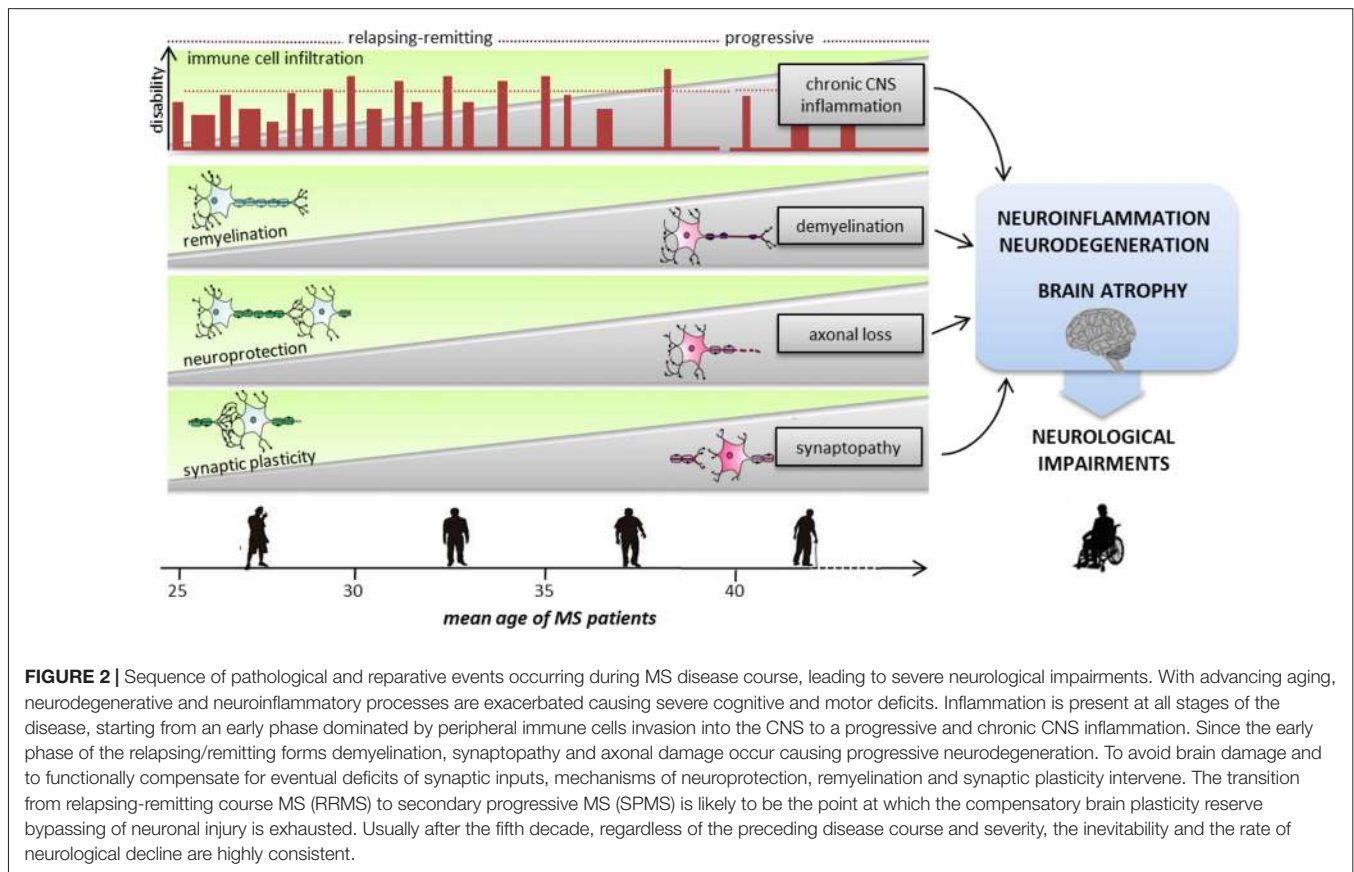 relapsing-remitting
progressive
immune cell infiltration
disability
chronic CNS
inflammation
remyelination
demyelination
neuroprotection
axonal loss
synaptic plasticity
synaptopathy
NEUROINFLAMMATION
NEURODEGENERATION
BRAIN ATROPHY
NEUROLOGICAL
IMPAIRMENTS
25
30
35
40
mean age of MS patients
FIGURE 2 | Sequence of pathological and reparative events occurring during MS disease course, leading to severe neurological impairments. With advancing aging,
neurodegenerative and neuroinflammatory processes are exacerbated causing severe cognitive and motor deficits. Inflammation is present at all stages of the
disease, starting from an early phase dominated by peripheral immune cells invasion into the CNS to a progressive and chronic CNS inflammation. Since the early
phase of the relapsing/remitting forms demyelination, synaptopathy and axonal damage occur causing progressive neurodegeneration. To avoid brain damage and
to functionally compensate for eventual deficits of synaptic inputs, mechanisms of neuroprotection, remyelination and synaptic plasticity intervene. The transition
from relapsing-remitting course MS (RRMS) to secondary progressive MS (SPMS) is likely to be the point at which the compensatory brain plasticity reserve
bypassing of neuronal injury is exhausted. Usually after the fifth decade, regardless of the preceding disease course and severity, the inevitability and the rate of
neurological decline are highly consistent.